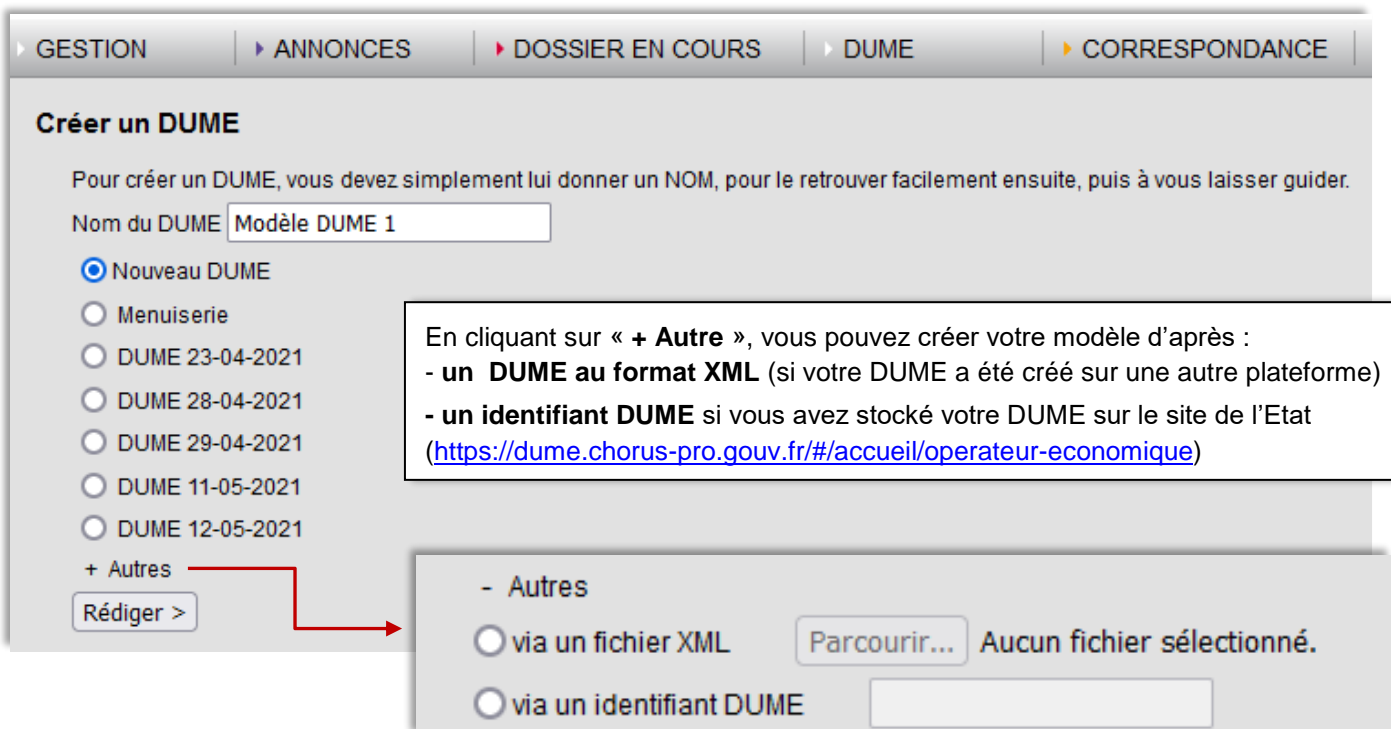 GESTION ANNONCES DOSSIER EN COURS DUME CORRESPONDANCE
Créer un DUME
Pour créer un DUME, vous devez simplement lui donner un NOM, pour le retrouver facilement ensuite, puis à vous laisser guider.
Nom du DUME Modèle DUME 1
Nouveau DUME
Menuiserie
DUME 23-04-2021
DUME 28-04-2021
DUME 29-04-2021
DUME 11-05-2021
DUME 12-05-2021
+ Autres
Rédiger >
En cliquant sur « + Autre », vous pouvez créer votre modèle d’après :
- un DUME au format XML (si votre DUME a été créé sur une autre plateforme)
- un identifiant DUME si vous avez stocké votre DUME sur le site de l’Etat
(https://dume.chorus-pro.gouv.fr/#/accueil/operateur-economique)
- Autres
via un fichier XML Parcourir... Aucun fichier sélectionné.
via un identifiant DUME